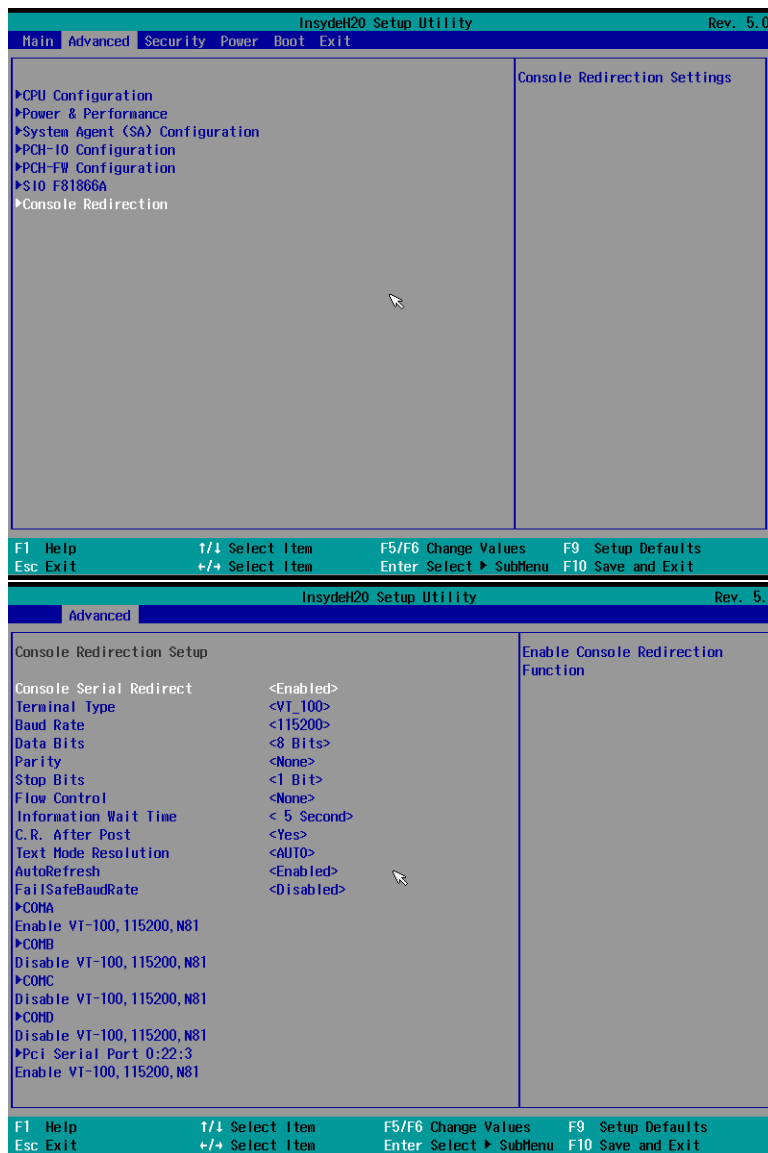 InsydeH20 Setup Utility Rev. 5.0
Main Advanced Security Power Boot Exit
Console Redirection Settings
▶CPU Configuration
▶Power & Performance
▶System Agent (SA) Configuration
▶PCH-IO Configuration
▶PCH-FW Configuration
▶SIO F81866A
▶Console Redirection
F1 Help ↑/↓ Select Item F5/F6 Change Values F9 Setup Defaults
Esc Exit ←/→ Select Item Enter Select ▶ SubMenu F10 Save and Exit
InsydeH20 Setup Utility Rev. 5.
Advanced
Console Redirection Setup
Enable Console Redirection
Function
Console Serial Redirect <Enabled>
Terminal Type <VT_100>
Baud Rate <115200>
Data Bits <8 Bits>
Parity <None>
Stop Bits <1 Bit>
Flow Control <None>
Information Wait Time < 5 Second>
C.R. After Post <Yes>
Text Mode Resolution <AUTO>
AutoRefresh <Enabled>
FailSafeBaudRate <Disabled>
▶COMA
Enable VT-100,115200,N81
▶COMB
Disable VT-100,115200,N81
▶COMC
Disable VT-100,115200,N81
▶COMD
Disable VT-100,115200,N81
▶Pci Serial Port 0:22:3
Enable VT-100,115200,N81
F1 Help ↑/↓ Select Item F5/F6 Change Values F9 Setup Defaults
Esc Exit ←/→ Select Item Enter Select ▶ SubMenu F10 Save and Exit